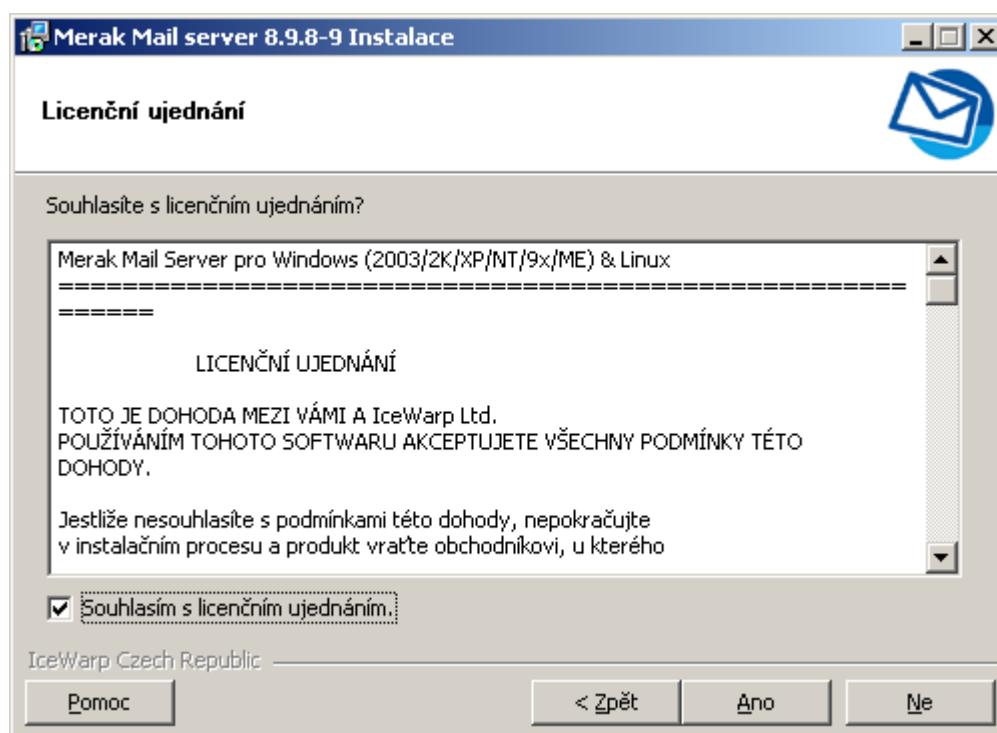 Merak Mail server 8.9.8-9 Instalace
Licenční ujednání
Souhlasíte s licenčním ujednáním?
Merak Mail Server pro Windows (2003/2K/XP/NT/9x/ME) & Linux
=====================================================
======
LICENČNÍ UJEDNÁNÍ
TOTO JE DOHODA MEZI VÁMI A IceWarp Ltd.
POUŽÍVÁNÍM TOHOTO SOFTWARU AKCEPTUJETE VŠECHNY PODMÍNKY TÉTO
DOHODY.
Jestliže nesouhlasíte s podmínkami této dohody, nepokračujte
v instalačním procesu a produkt vraťte obchodníkovi, u kterého
Souhlasím s licenčním ujednáním.
IceWarp Czech Republic
Pomoc
< Zpět
Ano
Ne